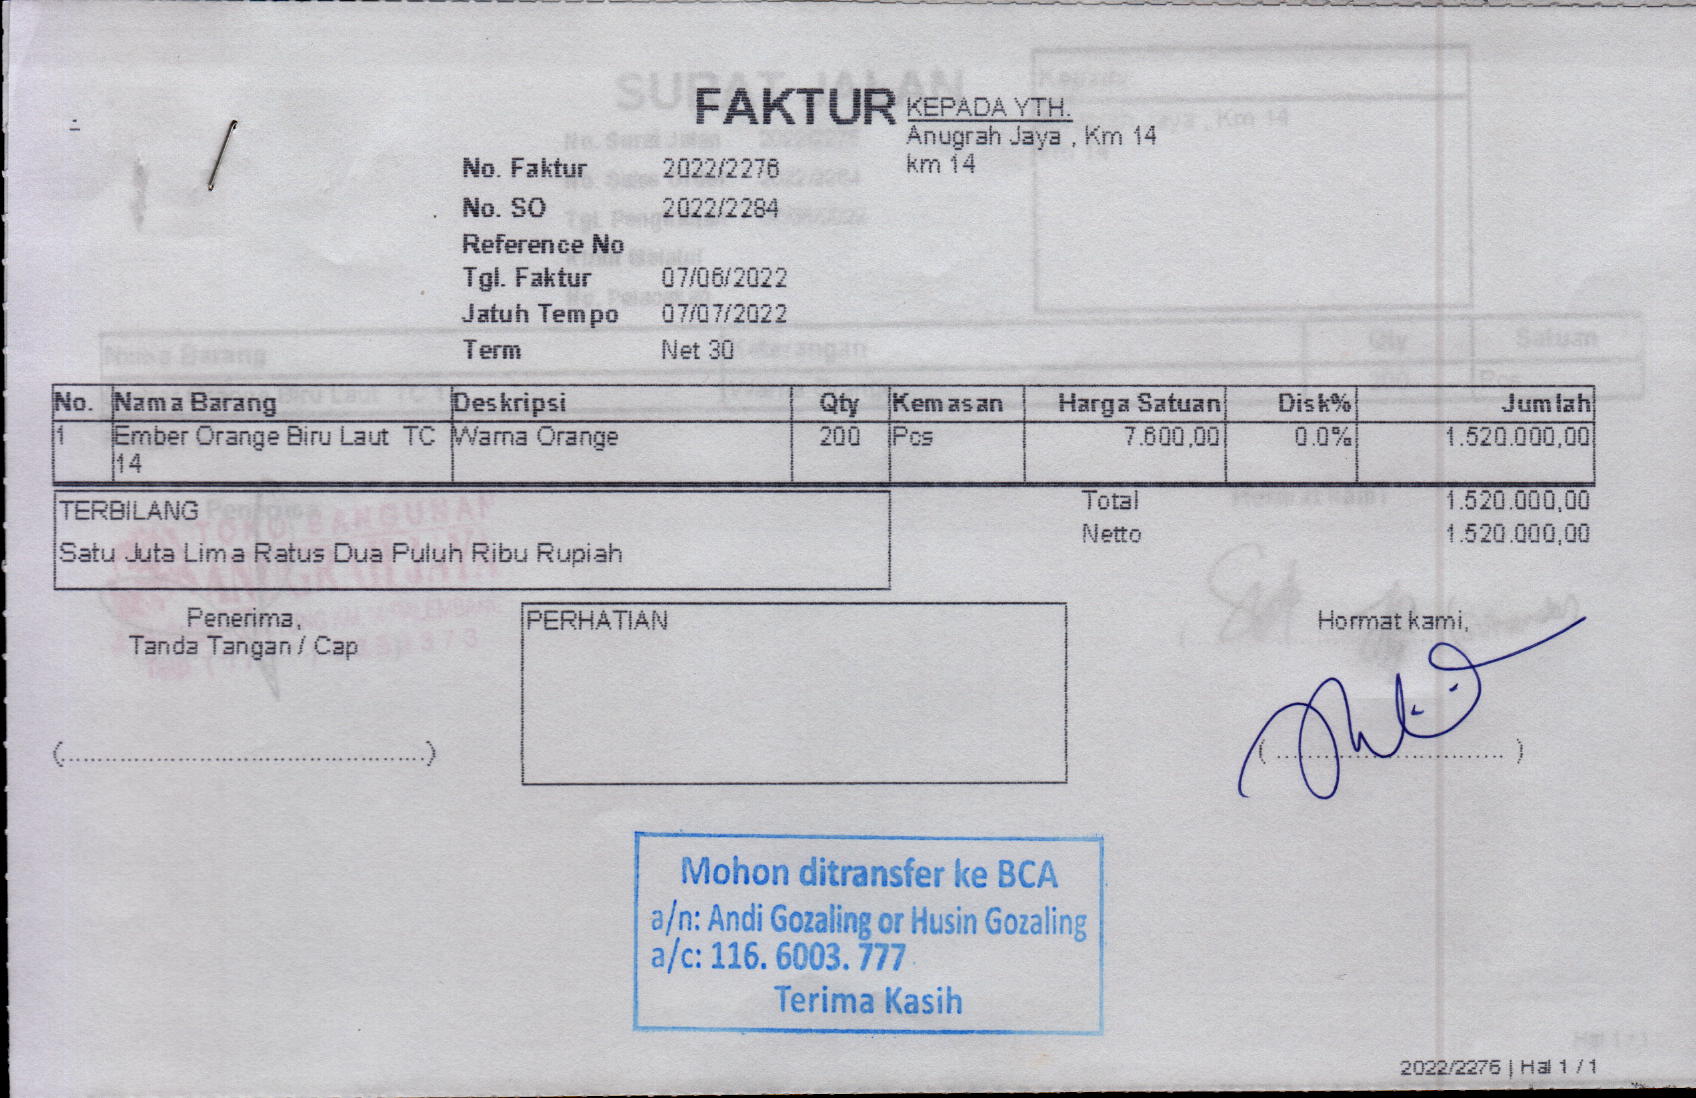 FAKTUR
KEPADA YTH.
Anugrah Jaya , Km 14
km 14
No. Faktur 2022/2276
No. SO 2022/2284
Reference No
Tgl. Faktur 07/06/2022
Jatuh Tempo 07/07/2022
Term Net 30
No. Nama Barang Deskripsi Qty Kemasan Harga Satuan Disk% Jumlah
1 Ember Orange Biru Laut TC Warna Orange 200 Pcs 7.600,00 0.0% 1.520.000,00
14
TERBILANG
Satu Juta Lima Ratus Dua Puluh Ribu Rupiah
Total 1.520.000,00
Netto 1.520.000,00
Penerima,
Tanda Tangan / Cap
(.................................................)
PERHATIAN
Hormat kami,
( .................................. )
Mohon ditransfer ke BCA
a/n: Andi Gozaling or Husin Gozaling
a/c: 116. 6003. 777
Terima Kasih
2022/2276 | Hal 1 / 1